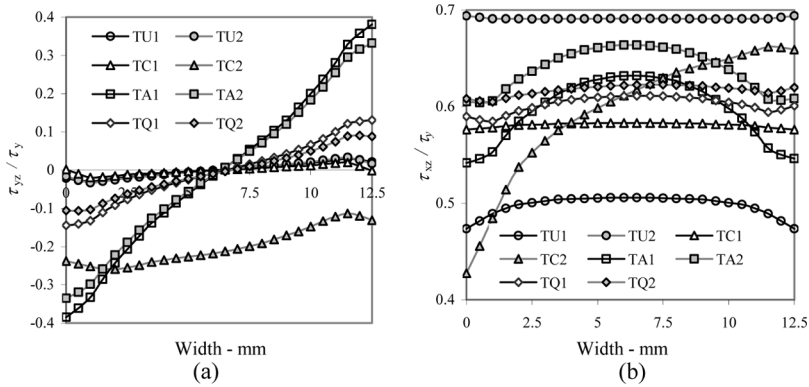 0.4
0.3
0.2
0.1
0
-0.1
-0.2
-0.3
-0.4
τyz / τy
TU1 TU2
TC1 TC2
TA1 TA2
TQ1 TQ2
0 2.5 7.5 10 12.5
Width - mm
(a)
0.7
0.6
0.5
0.4
τxz / τy
TU1 TU2 TC1
TC2 TA1 TA2
TQ1 TQ2
0 2.5 5 7.5 10 12.5
Width - mm
(b)